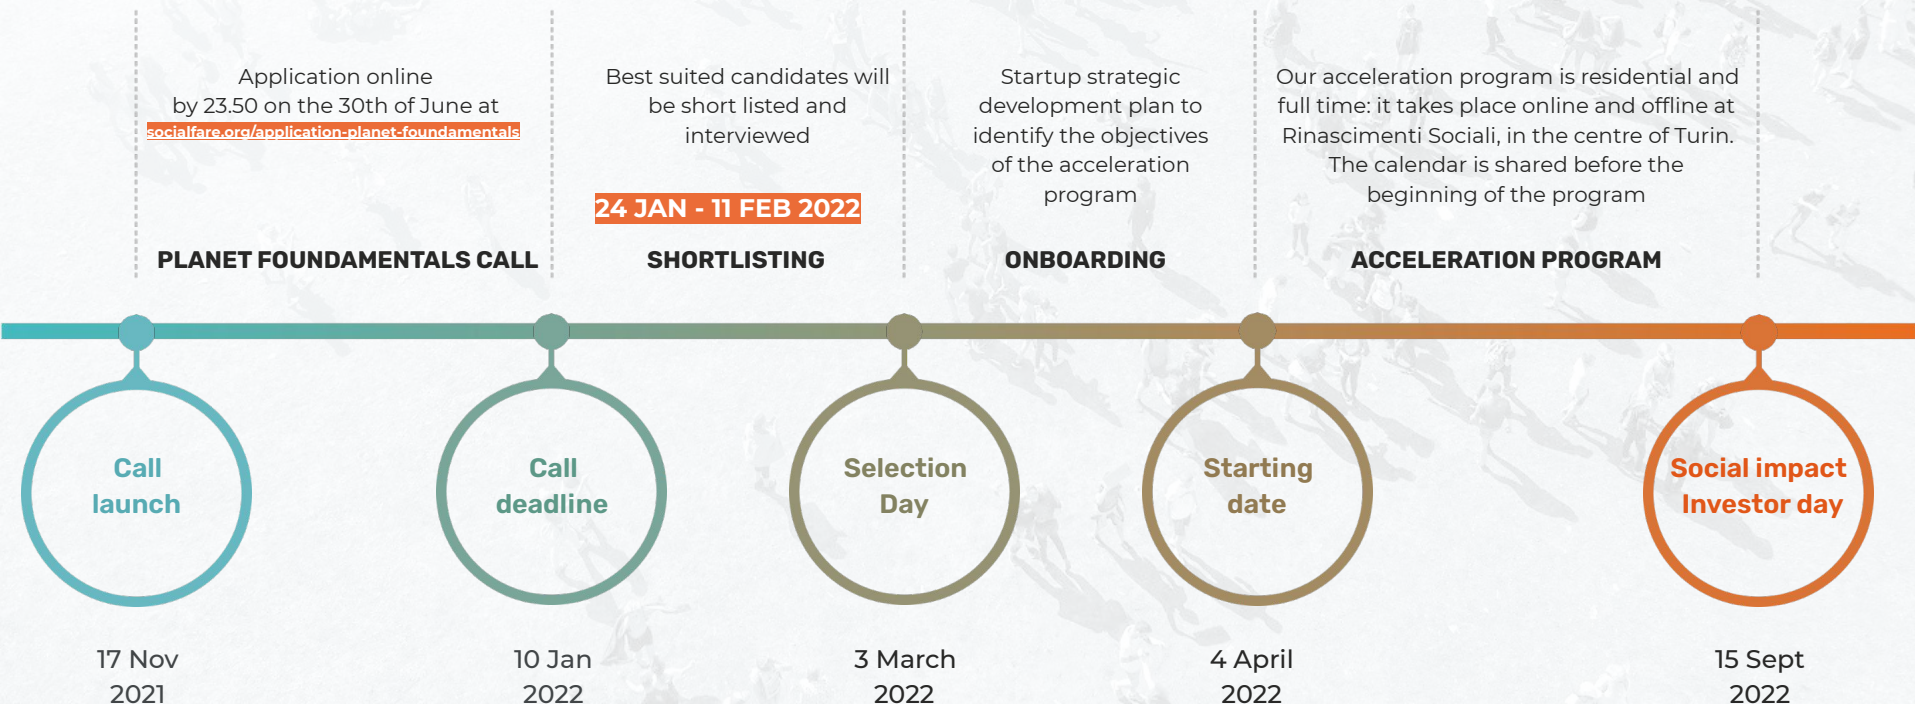 Application online
by 23.50 on the 30th of June at
socialfare.org/application-planet-foundamentals
PLANET FOUNDAMENTALS CALL
Best suited candidates will
be short listed and
interviewed
24 JAN - 11 FEB 2022
SHORTLISTING
Startup strategic
development plan to
identify the objectives
of the acceleration
program
ONBOARDING
Our acceleration program is residential and
full time: it takes place online and offline at
Rinascimenti Sociali, in the centre of Turin.
The calendar is shared before the
beginning of the program
ACCELERATION PROGRAM
Call
launch
17 Nov
2021
Call
deadline
10 Jan
2022
Selection
Day
3 March
2022
Starting
date
4 April
2022
Social impact
Investor day
15 Sept
2022